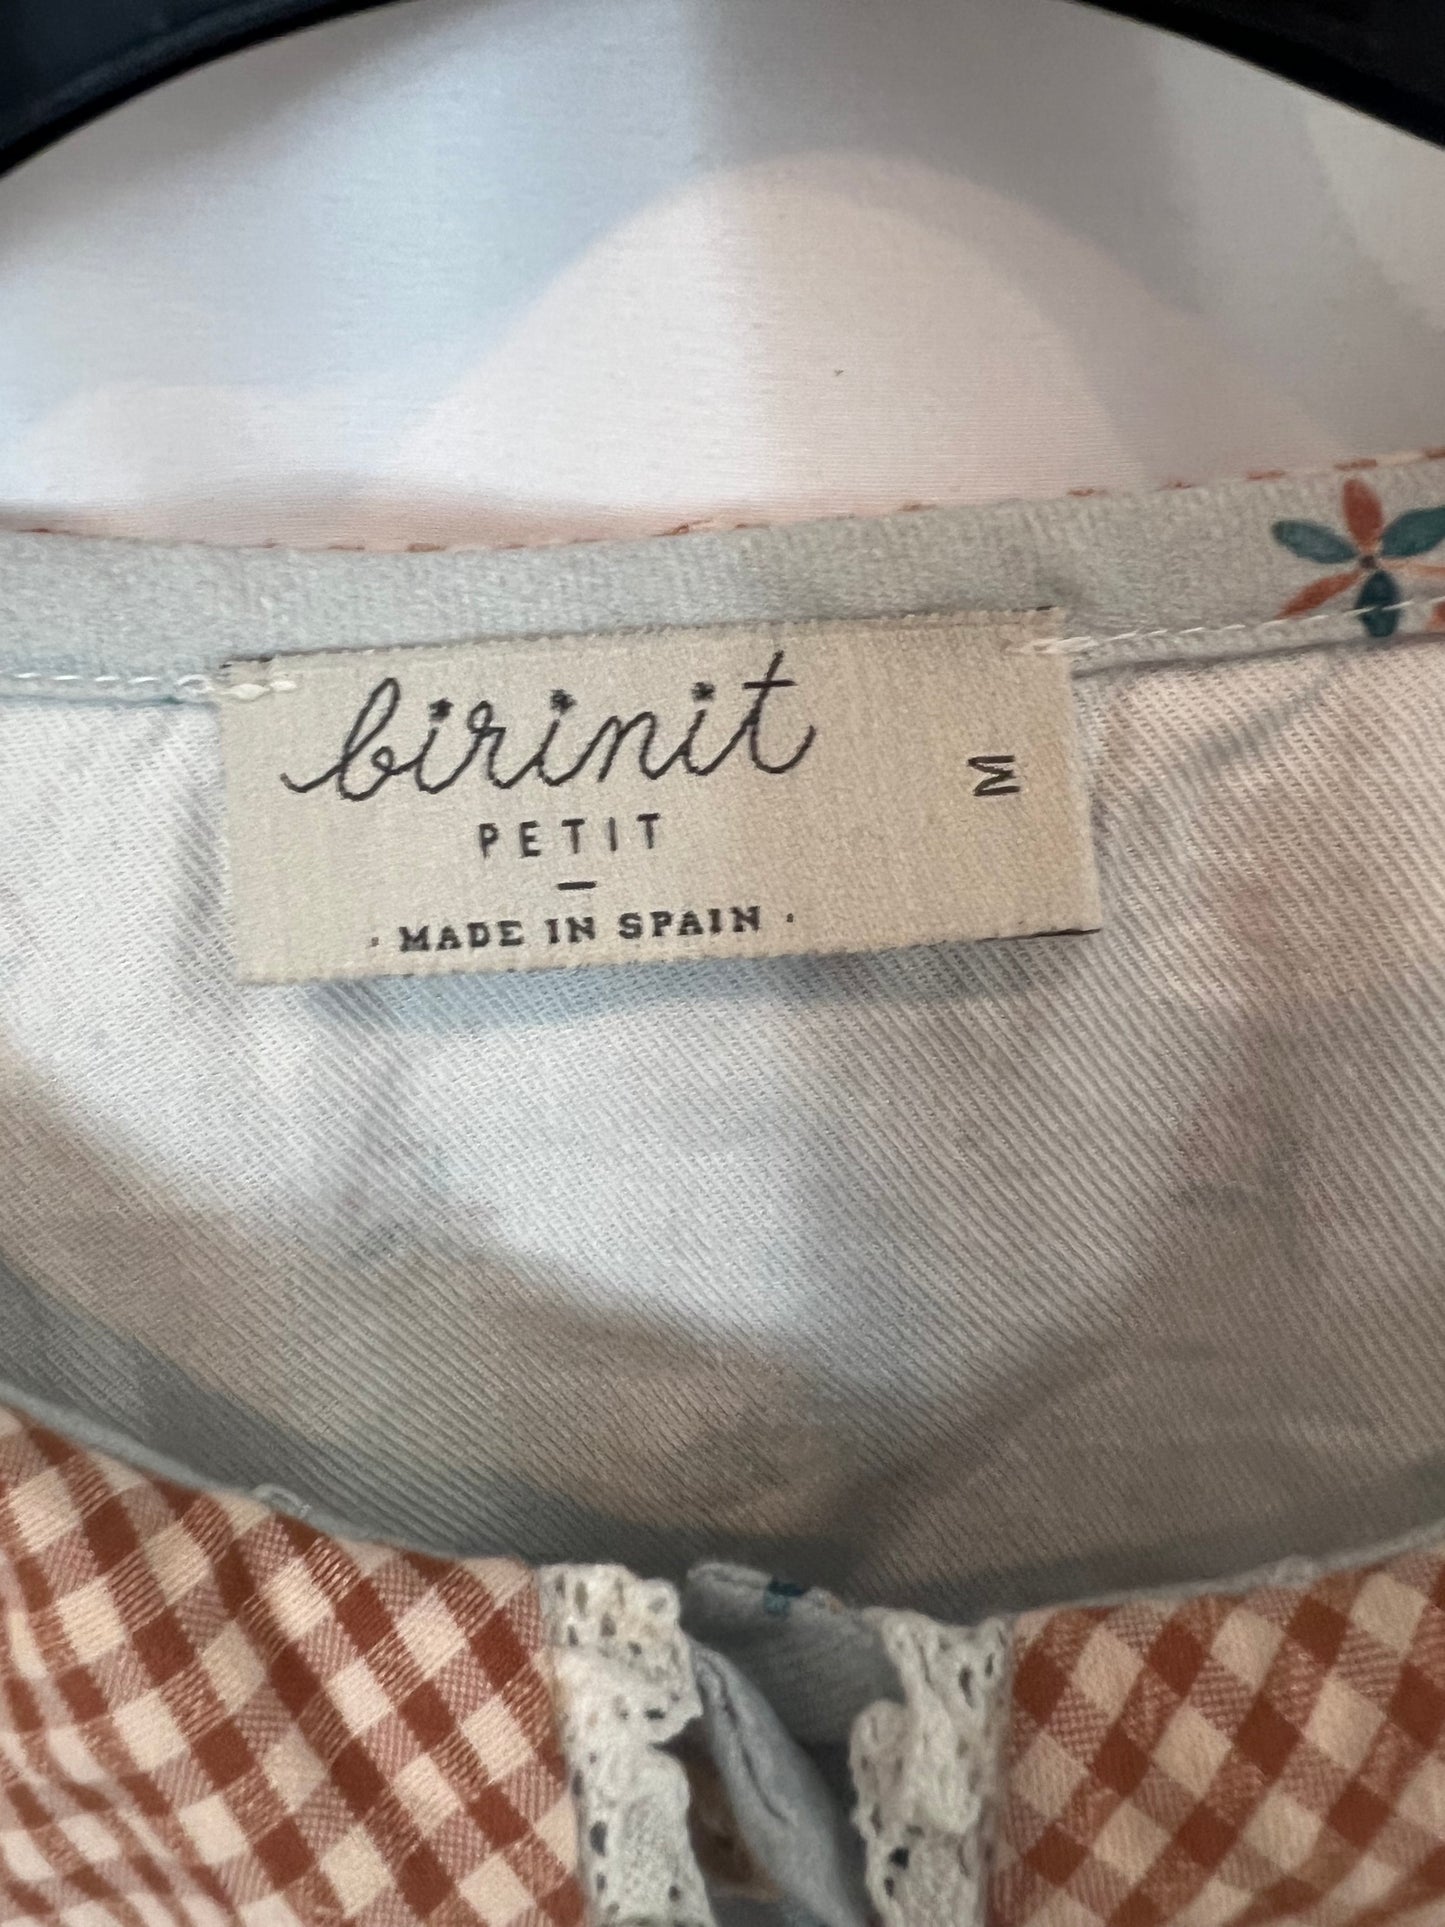 birinit
PETIT
· MADE IN SPAIN ·
M